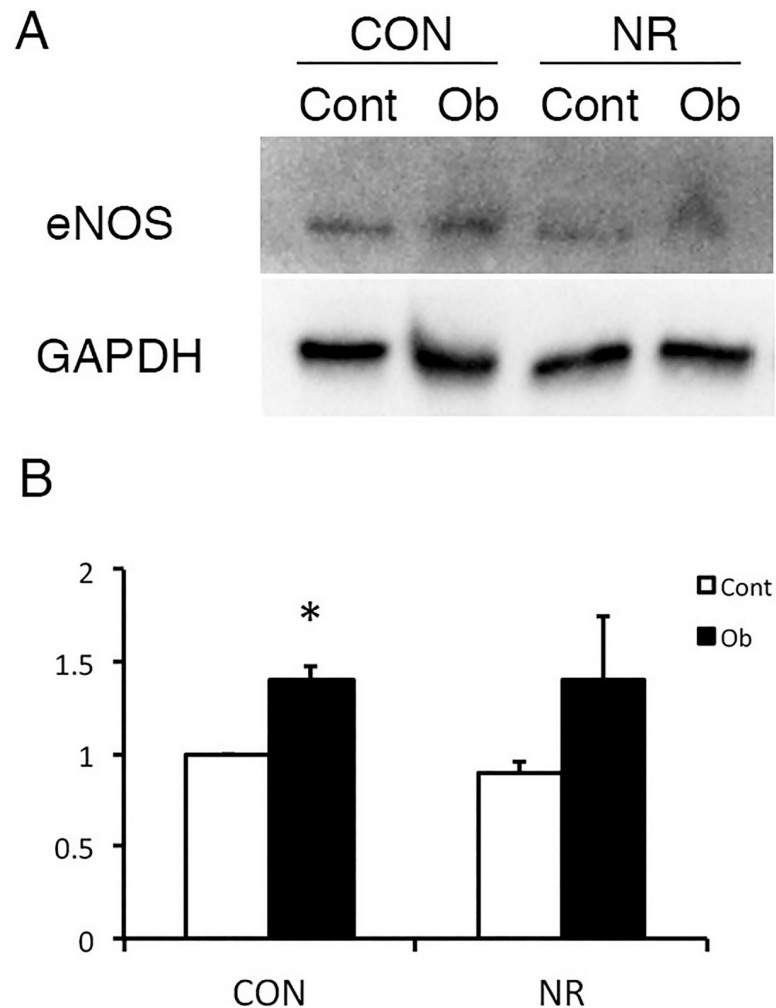 A
CON NR
Cont Ob Cont Ob
eNOS
GAPDH
B
2
1.5
1
0.5
0
*
Cont
Ob
CON NR